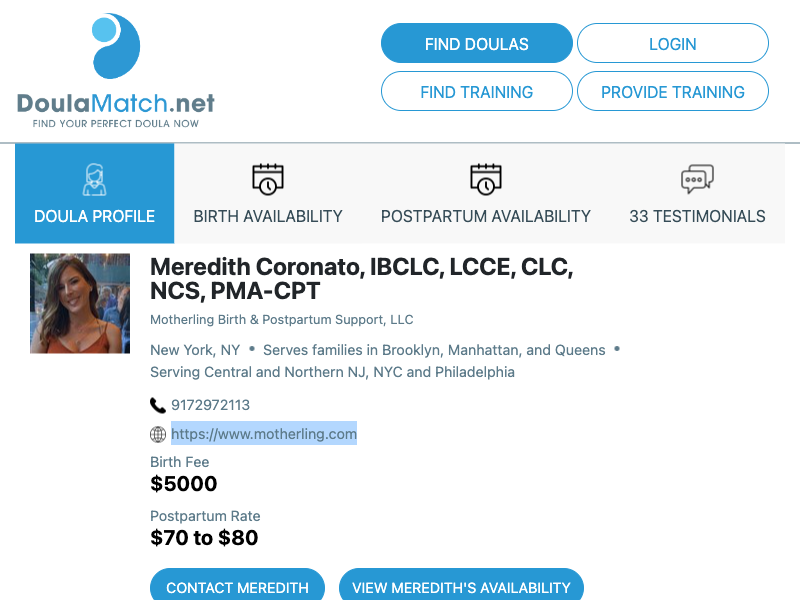 FIND DOULAS
LOGIN
FIND TRAINING
PROVIDE TRAINING
DoulaMatch.net
FIND YOUR PERFECT DOULA NOW
DOULA PROFILE
BIRTH AVAILABILITY
POSTPARTUM AVAILABILITY
33 TESTIMONIALS
Meredith Coronato, IBCLC, LCCE, CLC,
NCS, PMA-CPT
Motherling Birth & Postpartum Support, LLC
New York, NY • Serves families in Brooklyn, Manhattan, and Queens •
Serving Central and Northern NJ, NYC and Philadelphia
9172972113
https://www.motherling.com
Birth Fee
$5000
Postpartum Rate
$70 to $80
CONTACT MEREDITH
VIEW MEREDITH'S AVAILABILITY